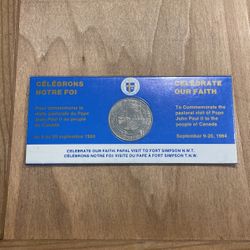 CÉLÉBRONS
NOTRE FOI
Pour commémorer la
visite pastorale du Pape
Jean-Paul II au peuple
du Canada
du 9 au 20 septembre 1984
CELEBRATE
OUR FAITH
To Commemorate the
pastoral visit of Pope
John Paul II to the
people of Canada
September 9-20, 1984
CELEBRATE OUR FAITH: PAPAL VISIT TO FORT SIMPSON N.W.T.
CÉLÉBRONS NOTRE FOI: VISITE DU PAPE À FORT SIMPSON T.N.W.